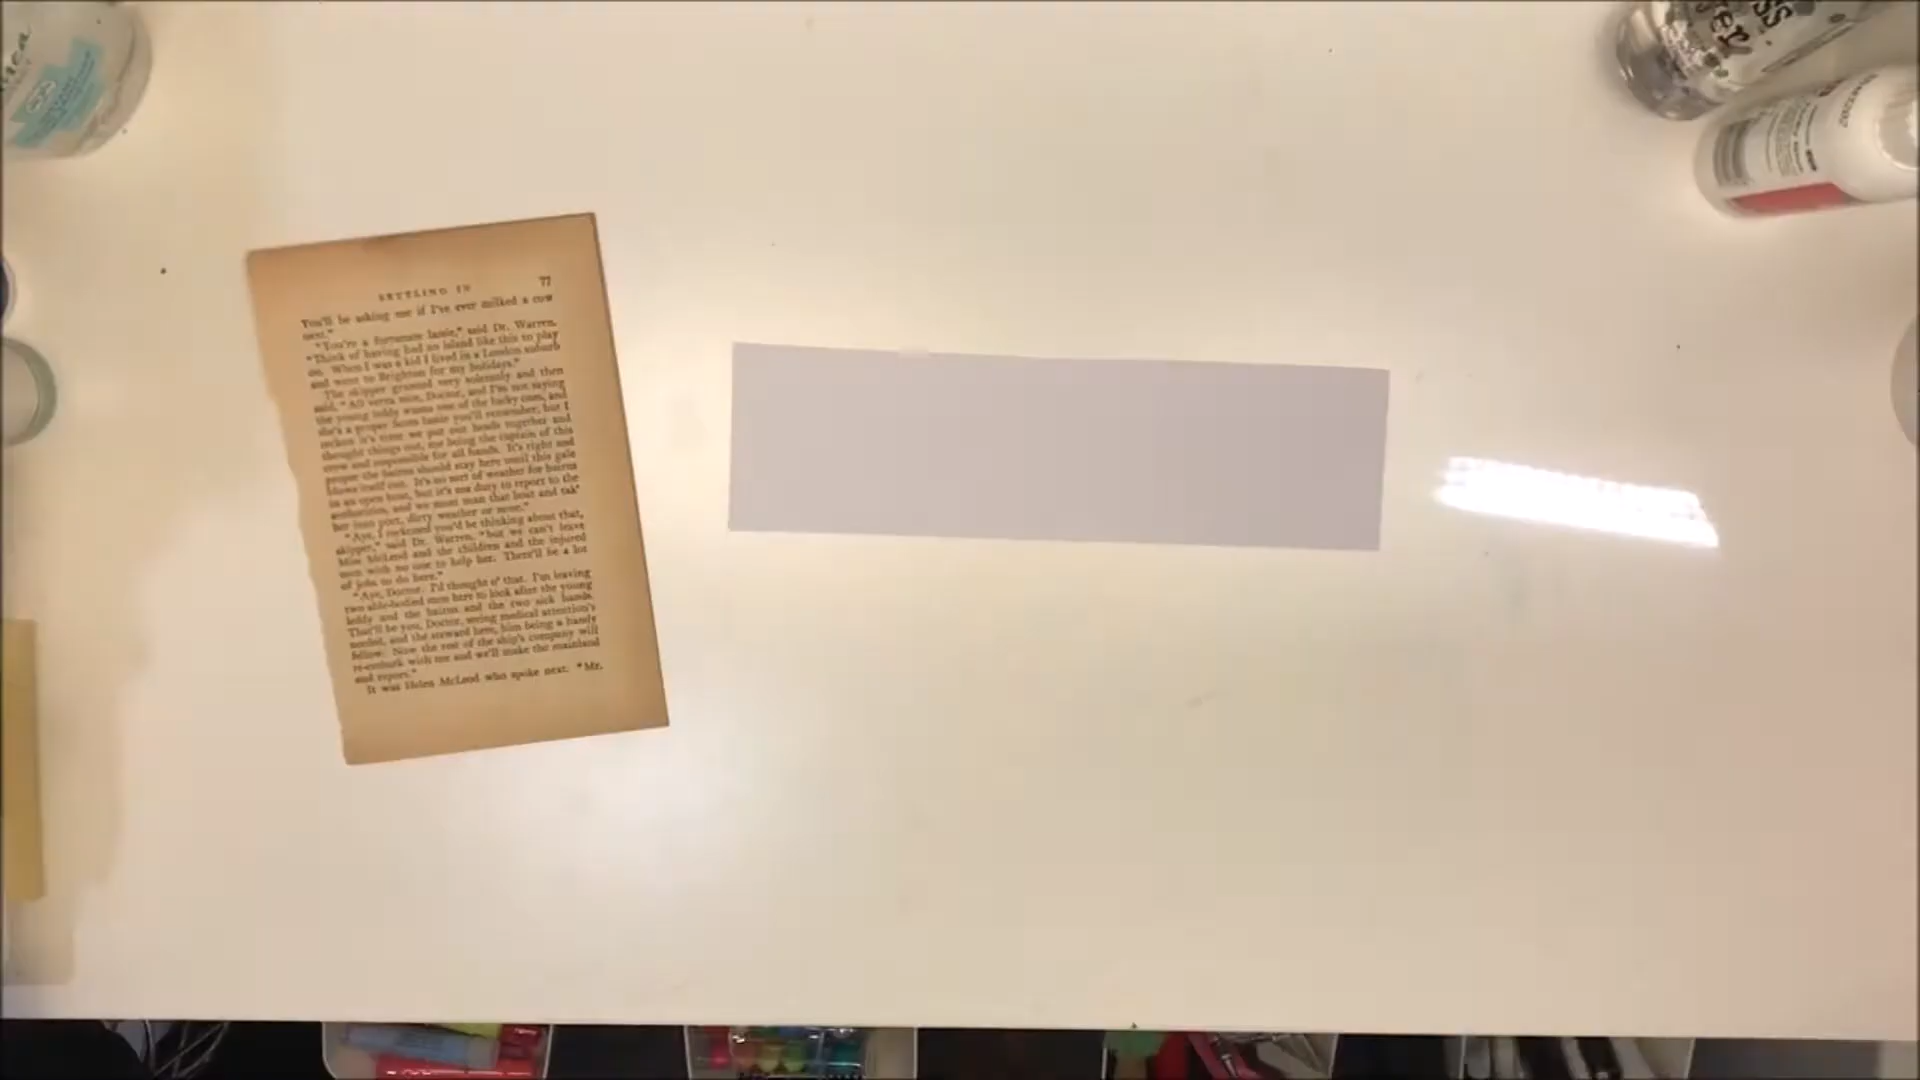 SETTLING IN 77
You'll be asking me if I've ever milked a cow
next."
"You're a fortunate lassie," said Dr. Warren.
"Think of having had an island like this to play
on. When I was a kid I lived in a London suburb
and went to Brighton for my holidays."
The skipper grunted very solemnly and then
said, "All verra nice, Doctor, and I'm not saying
the young leddy wasna one of the lucky ones, and
she's a proper Scots lassie you'll remember, but I
reckon it's time we put our heads together and
thought things out, me being the captain of this
crew and responsible for all hands. It's right and
proper the bairns should stay here until this gale
blows itself out. It's no sort of weather for bairns
in an open boat, but it's ma duty to report to the
authorities, and we must man that boat and tak'
her into port, dirty weather or none."
"Aye, I reckoned you'd be thinking about that,
skipper," said Dr. Warren, "but we can't leave
Miss McLeod and the children and the injured
men with no one to help her. There'll be a lot
of jobs to do here."
"Aye, Doctor. I'd thought o' that. I'm leaving
two able-bodied men here to look after the young
leddy and the bairns and the two sick hands.
That'll be you, Doctor, seeing medical attention's
needed, and the steward here, him being a handy
fellow. Now the rest of the ship's company will
re-embark with me and we'll make the mainland
and report."
It was Helen McLeod who spoke next. "Mr.